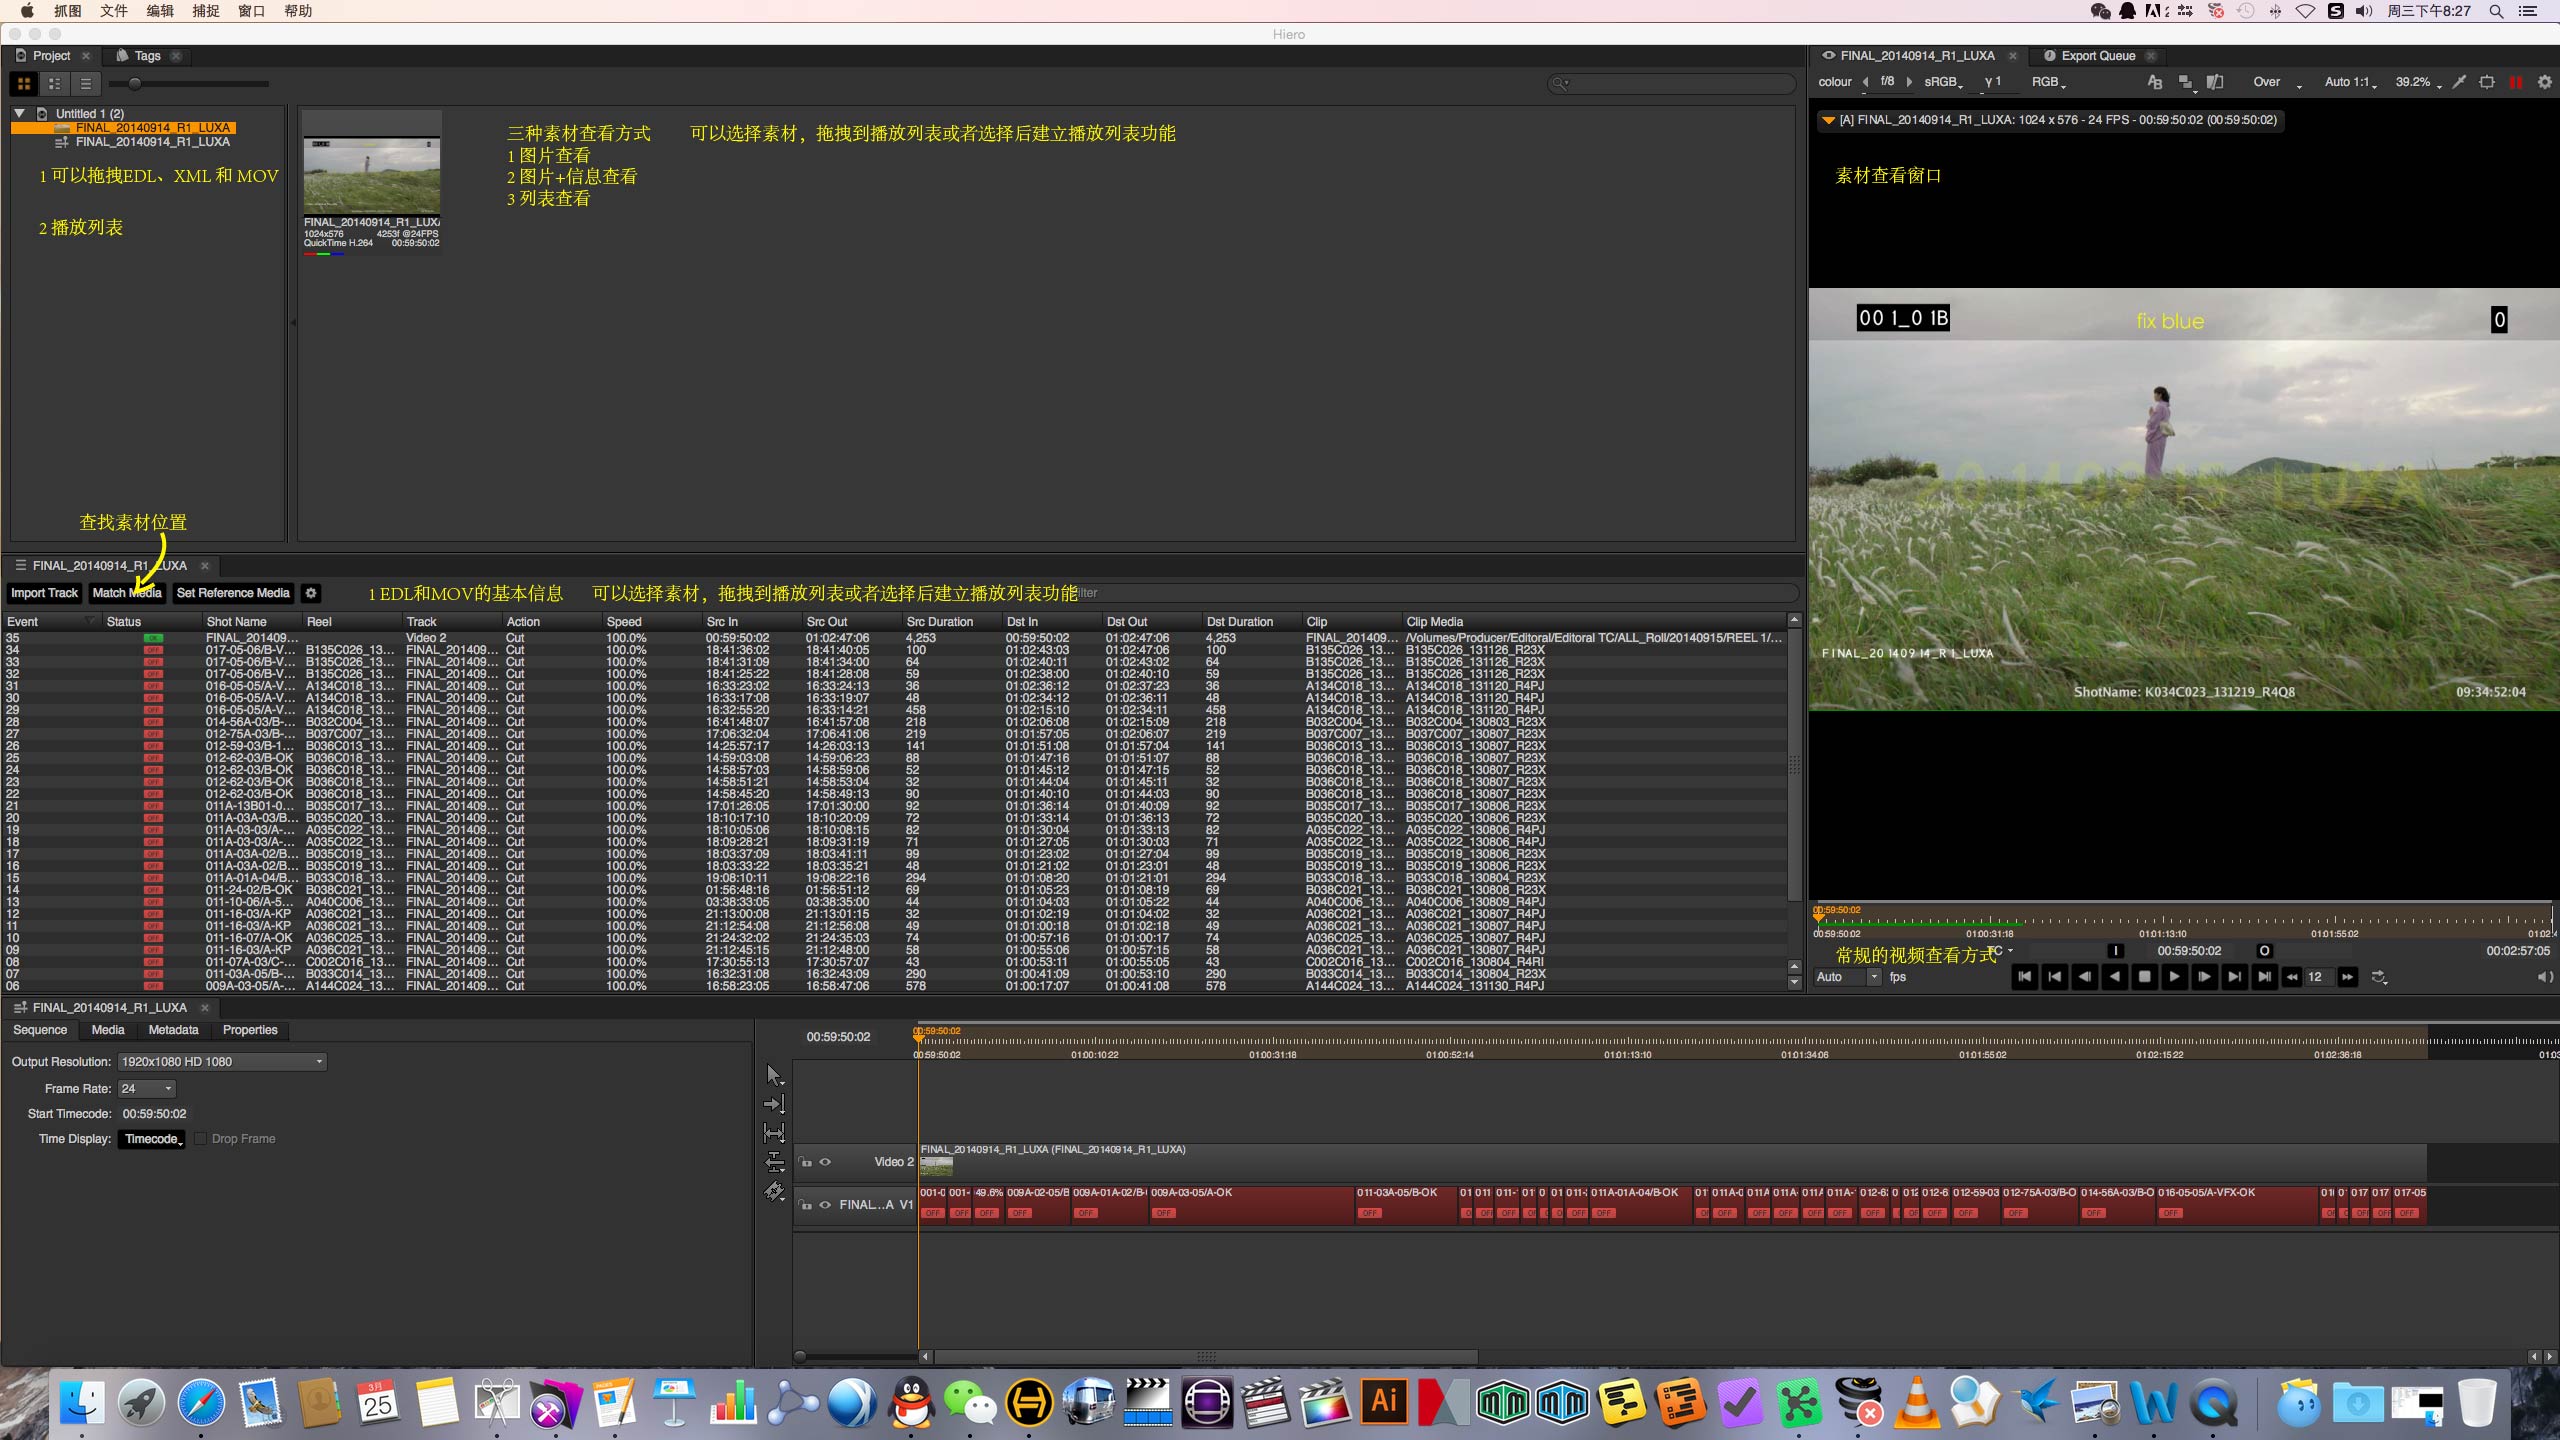 抓图 文件 编辑 捕捉 窗口 帮助 周三下午8:27
Hiero
Project Tags
FINAL_20140914_R1_LUXA Export Queue
colour f/8 sRGB γ 1 RGB Over Auto 1:1 39.2%
Untitled 1 (2)
FINAL_20140914_R1_LUXA
FINAL_20140914_R1_LUXA
1 可以拖拽EDL、XML 和 MOV
2 播放列表
FINAL_20140914_R1_LUX
1024x576 4253f @24FPS
QuickTime H.264 00:59:50:02
三种素材查看方式 可以选择素材，拖拽到播放列表或者选择后建立播放列表功能
1 图片查看
2 图片+信息查看
3 列表查看
[A] FINAL_20140914_R1_LUXA: 1024 x 576 - 24 FPS - 00:59:50:02 (00:59:50:02)
素材查看窗口
001_01B fix blue 0
20140915 LUXA
FINAL_20140914_R1_LUXA
ShotName: K034C023_131219_R4Q8 09:34:52:04
查找素材位置
FINAL_20140914_R1_LUXA
Import Track Match Media Set Reference Media 1 EDL和MOV的基本信息 可以选择素材，拖拽到播放列表或者选择后建立播放列表功能
Event Status Shot Name Reel Track Action Speed Src In Src Out Src Duration Dst In Dst Out Dst Duration Clip Clip Media
35 OK FINAL_201409... Video 2 Cut 100.0% 00:59:50:02 01:02:47:06 4,253 00:59:50:02 01:02:47:06 4,253 FINAL_201409... /Volumes/Producer/Editoral/Editoral TC/ALL_Roll/20140915/REEL 1/...
34 OFF 017-05-06/B-V... B135C026_13... FINAL_201409... Cut 100.0% 18:41:36:02 18:41:40:05 100 01:02:43:03 01:02:47:06 100 B135C026_13... B135C026_131126_R23X
33 OFF 017-05-06/B-V... B135C026_13... FINAL_201409... Cut 100.0% 18:41:31:09 18:41:34:00 64 01:02:40:11 01:02:43:02 64 B135C026_13... B135C026_131126_R23X
32 OFF 017-05-06/B-V... B135C026_13... FINAL_201409... Cut 100.0% 18:41:25:22 18:41:28:08 59 01:02:38:00 01:02:40:10 59 B135C026_13... B135C026_131126_R23X
31 OFF 016-05-05/A-V... A134C018_13... FINAL_201409... Cut 100.0% 16:33:23:02 16:33:24:13 36 01:02:36:12 01:02:37:23 36 A134C018_13... A134C018_131120_R4PJ
30 OFF 016-05-05/A-V... A134C018_13... FINAL_201409... Cut 100.0% 16:33:17:08 16:33:19:07 48 01:02:34:12 01:02:36:11 48 A134C018_13... A134C018_131120_R4PJ
29 OFF 016-05-05/A-V... A134C018_13... FINAL_201409... Cut 100.0% 16:32:55:20 16:33:14:21 458 01:02:15:10 01:02:34:11 458 A134C018_13... A134C018_131120_R4PJ
28 OFF 014-56A-03/B-... B032C004_13... FINAL_201409... Cut 100.0% 16:41:48:07 16:41:57:08 218 01:02:06:08 01:02:15:09 218 B032C004_13... B032C004_130803_R23X
27 OFF 012-75A-03/B-... B037C007_13... FINAL_201409... Cut 100.0% 17:06:32:04 17:06:41:06 219 01:01:57:05 01:02:06:07 219 B037C007_13... B037C007_130807_R23X
26 OFF 012-59-03/B-1... B036C013_13... FINAL_201409... Cut 100.0% 14:25:57:17 14:26:03:13 141 01:01:51:08 01:01:57:04 141 B036C013_13... B036C013_130807_R23X
25 OFF 012-62-03/B-OK B036C018_13... FINAL_201409... Cut 100.0% 14:59:03:08 14:59:06:23 88 01:01:47:16 01:01:51:07 88 B036C018_13... B036C018_130807_R23X
24 OFF 012-62-03/B-OK B036C018_13... FINAL_201409... Cut 100.0% 14:58:57:03 14:58:59:06 52 01:01:45:12 01:01:47:15 52 B036C018_13... B036C018_130807_R23X
23 OFF 012-62-03/B-OK B036C018_13... FINAL_201409... Cut 100.0% 14:58:51:21 14:58:53:04 32 01:01:44:04 01:01:45:11 32 B036C018_13... B036C018_130807_R23X
22 OFF 012-62-03/B-OK B036C018_13... FINAL_201409... Cut 100.0% 14:58:45:20 14:58:49:13 90 01:01:40:10 01:01:44:03 90 B036C018_13... B036C018_130807_R23X
21 OFF 011A-13B01-0... B035C017_13... FINAL_201409... Cut 100.0% 17:01:26:05 17:01:30:00 92 01:01:36:14 01:01:40:09 92 B035C017_13... B035C017_130806_R23X
20 OFF 011A-03A-03/B... B035C020_13... FINAL_201409... Cut 100.0% 18:10:17:10 18:10:20:09 72 01:01:33:14 01:01:36:13 72 B035C020_13... B035C020_130806_R23X
19 OFF 011A-03-03/A-... A035C022_13... FINAL_201409... Cut 100.0% 18:10:05:06 18:10:08:15 82 01:01:30:04 01:01:33:13 82 A035C022_13... A035C022_130806_R4PJ
18 OFF 011A-03-03/A-... A035C022_13... FINAL_201409... Cut 100.0% 18:09:28:21 18:09:31:19 71 01:01:27:05 01:01:30:03 71 A035C022_13... A035C022_130806_R4PJ
17 OFF 011A-03A-02/B... B035C019_13... FINAL_201409... Cut 100.0% 18:03:37:09 18:03:41:11 99 01:01:23:02 01:01:27:04 99 B035C019_13... B035C019_130806_R23X
16 OFF 011A-03A-02/B... B035C019_13... FINAL_201409... Cut 100.0% 18:03:33:22 18:03:35:21 48 01:01:21:02 01:01:23:01 48 B035C019_13... B035C019_130806_R23X
15 OFF 011A-01A-04/B... B033C018_13... FINAL_201409... Cut 100.0% 19:08:10:11 19:08:22:16 294 01:01:08:20 01:01:21:01 294 B033C018_13... B033C018_130804_R23X
14 OFF 011-24-02/B-OK B038C021_13... FINAL_201409... Cut 100.0% 01:56:48:16 01:56:51:12 69 01:01:05:23 01:01:08:19 69 B038C021_13... B038C021_130808_R23X
13 OFF 011-10-06/A-5... A040C006_13... FINAL_201409... Cut 100.0% 03:38:33:05 03:38:35:00 44 01:01:04:03 01:01:05:22 44 A040C006_13... A040C006_130809_R4PJ
12 OFF 011-16-03/A-KP A036C021_13... FINAL_201409... Cut 100.0% 21:13:00:08 21:13:01:15 32 01:01:02:19 01:01:04:02 32 A036C021_13... A036C021_130807_R4PJ
11 OFF 011-16-03/A-KP A036C021_13... FINAL_201409... Cut 100.0% 21:12:54:08 21:12:56:08 49 01:01:00:18 01:01:02:18 49 A036C021_13... A036C021_130807_R4PJ
10 OFF 011-16-07/A-OK A036C025_13... FINAL_201409... Cut 100.0% 21:24:32:02 21:24:35:03 74 01:00:57:16 01:01:00:17 74 A036C025_13... A036C025_130807_R4PJ
09 OFF 011-16-03/A-KP A036C021_13... FINAL_201409... Cut 100.0% 21:12:45:15 21:12:48:00 58 01:00:55:06 01:00:57:15 58 A036C021_13... A036C021_130807_R4PJ
08 OFF 011-07A-03/C-... C002C016_13... FINAL_201409... Cut 100.0% 17:30:55:13 17:30:57:07 43 01:00:53:11 01:00:55:05 43 C002C016_13... C002C016_130804_R4RI
07 OFF 011-03A-05/B-... B033C014_13... FINAL_201409... Cut 100.0% 16:32:31:08 16:32:43:09 290 01:00:41:09 01:00:53:10 290 B033C014_13... B033C014_130804_R23X
06 OFF 009A-03-05/A-... A144C024_13... FINAL_201409... Cut 100.0% 16:58:23:05 16:58:47:06 578 01:00:17:07 01:00:41:08 578 A144C024_13... A144C024_131130_R4PJ
00:59:50:02
00:59:50:02 01:00:31:18 01:01:13:10 01:01:55:02 01:02:4
常规的视频查看方式 TC I 00:59:50:02 O 00:02:57:05
Auto fps 12
FINAL_20140914_R1_LUXA
Sequence Media Metadata Properties
Output Resolution: 1920x1080 HD 1080
Frame Rate: 24
Start Timecode: 00:59:50:02
Time Display: Timecode Drop Frame
00:59:50:02 00:59:50:02
00:59:50:02 01:00:10:22 01:00:31:18 01:00:52:14 01:01:13:10 01:01:34:06 01:01:55:02 01:02:15:22 01:02:36:18 01:03
FINAL_20140914_R1_LUXA (FINAL_20140914_R1_LUXA)
Video 2
FINAL...A V1 001-0 001- 49.6% 009A-02-05/B 009A-01A-02/B- 009A-03-05/A-OK 011-03A-05/B-OK 01 011 011- 01 0 01 011-2 011A-01A-04/B-OK 011 011A-0 011A 011A- 011A 011A- 012-62 0 012 012-6 012-59-03 012-75A-03/B-O 014-56A-03/B-O 016-05-05/A-VFX-OK 016 0 017 017 017-05
OFF OFF OFF OFF OFF OFF OFF OFF OFF OFF OFF OFF OFF OFF OFF OFF OFF OFF OFF OFF OFF OFF OFF OFF
3月
25
PAGES
Ai